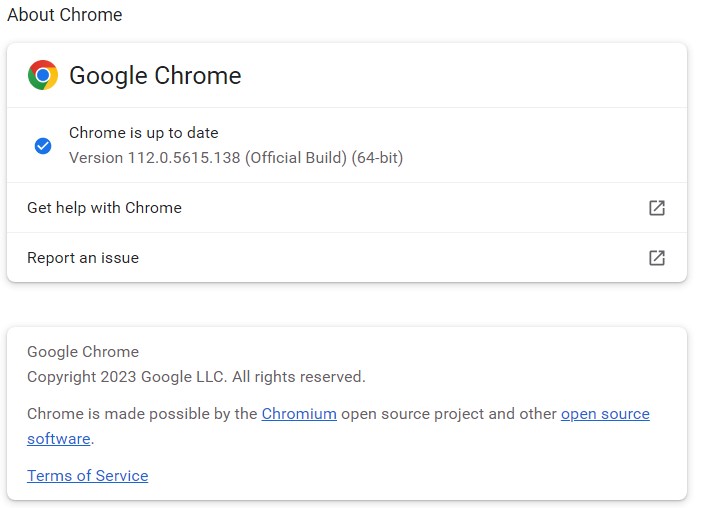 About Chrome
Google Chrome
Chrome is up to date
Version 112.0.5615.138 (Official Build) (64-bit)
Get help with Chrome
Report an issue
Google Chrome
Copyright 2023 Google LLC. All rights reserved.
Chrome is made possible by the Chromium open source project and other open source
software.
Terms of Service